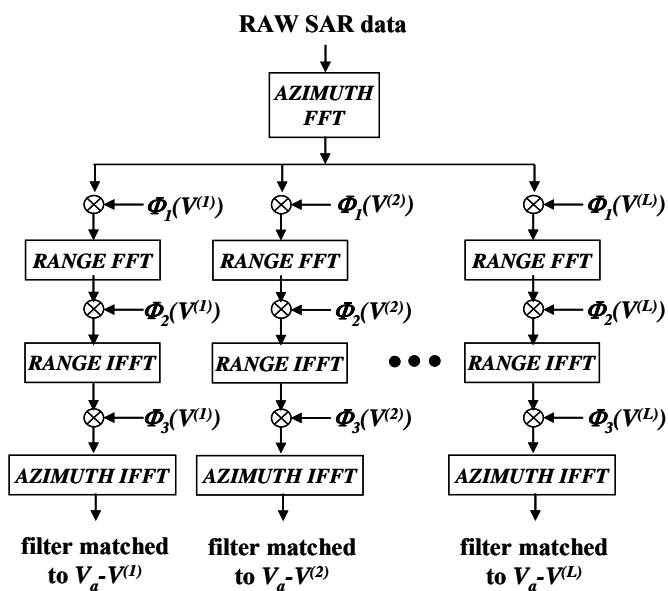 RAW SAR data
AZIMUTH
FFT
Φ₁(V⁽¹⁾) Φ₁(V⁽²⁾) Φ₁(V⁽ᴸ⁾)
RANGE FFT RANGE FFT RANGE FFT
Φ₂(V⁽¹⁾) Φ₂(V⁽²⁾) Φ₂(V⁽ᴸ⁾)
RANGE IFFT RANGE IFFT ••• RANGE IFFT
Φ₃(V⁽¹⁾) Φ₃(V⁽²⁾) Φ₃(V⁽ᴸ⁾)
AZIMUTH IFFT AZIMUTH IFFT AZIMUTH IFFT
filter matched filter matched filter matched
to Vₐ-V⁽¹⁾ to Vₐ-V⁽²⁾ to Vₐ-V⁽ᴸ⁾